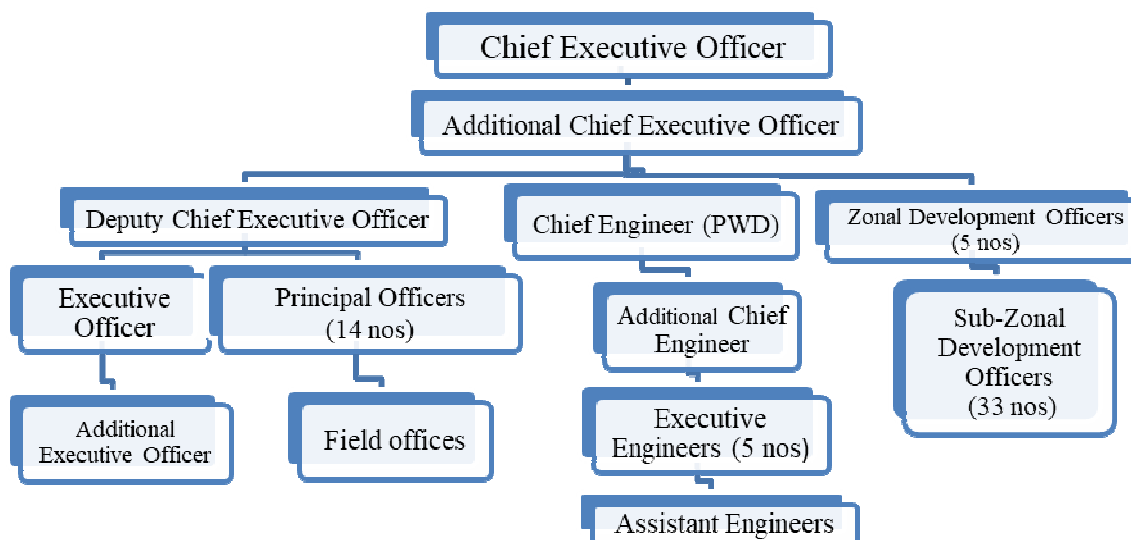 Chief Executive Officer
Additional Chief Executive Officer
Deputy Chief Executive Officer
Chief Engineer (PWD)
Zonal Development Officers
(5 nos)
Executive
Officer
Principal Officers
(14 nos)
Additional Chief
Engineer
Sub-Zonal
Development
Officers
(33 nos)
Additional
Executive Officer
Field offices
Executive
Engineers (5 nos)
Assistant Engineers